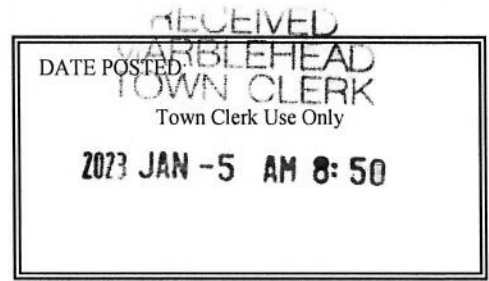 RECEIVED
MARBLEHEAD
DATE POSTED:
TOWN CLERK
Town Clerk Use Only
2023 JAN -5 AM 8: 50